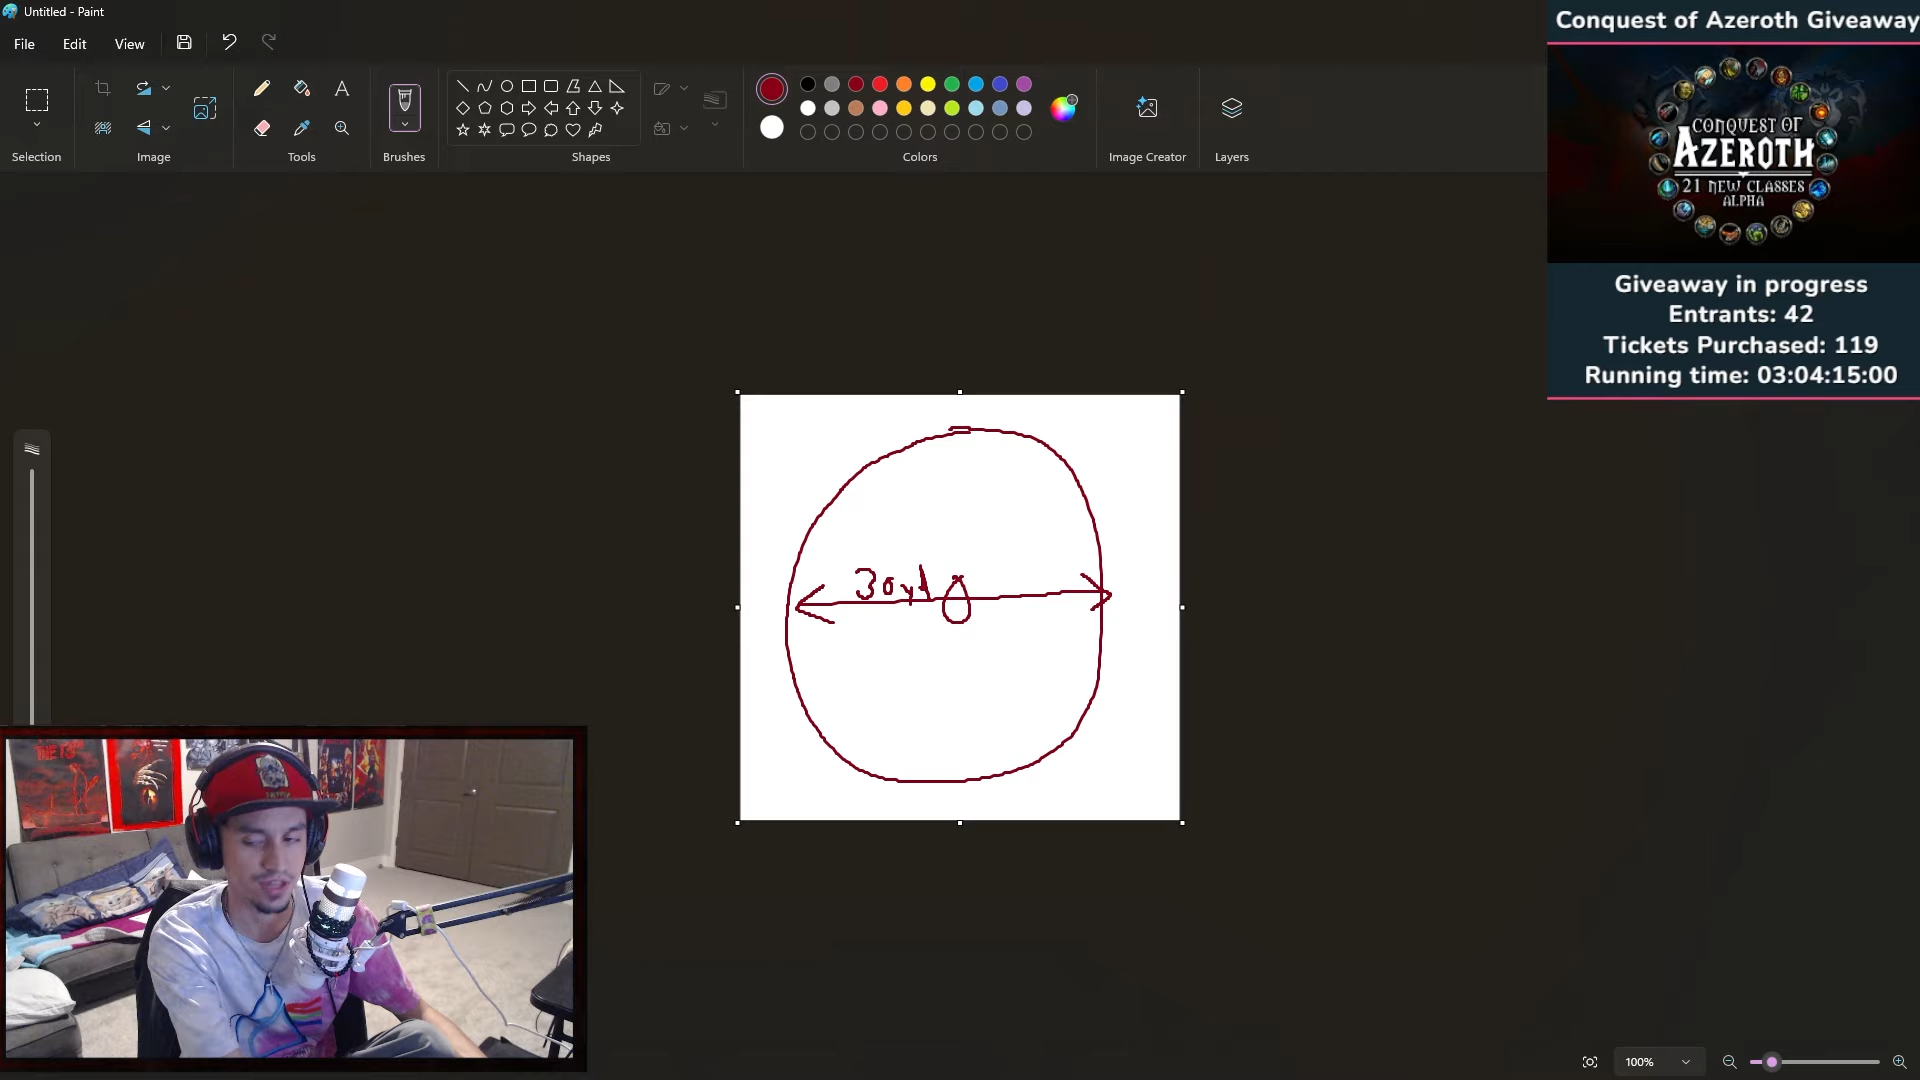 Untitled - Paint
File
Edit
View
Selection
Image
Tools
Brushes
Shapes
Colors
Image Creator
Layers
A
30yd
100%
Conquest of Azeroth Giveaway
CONQUEST OF
AZEROTH
21 NEW CLASSES
ALPHA
Giveaway in progress
Entrants: 42
Tickets Purchased: 119
Running time: 03:04:15:00